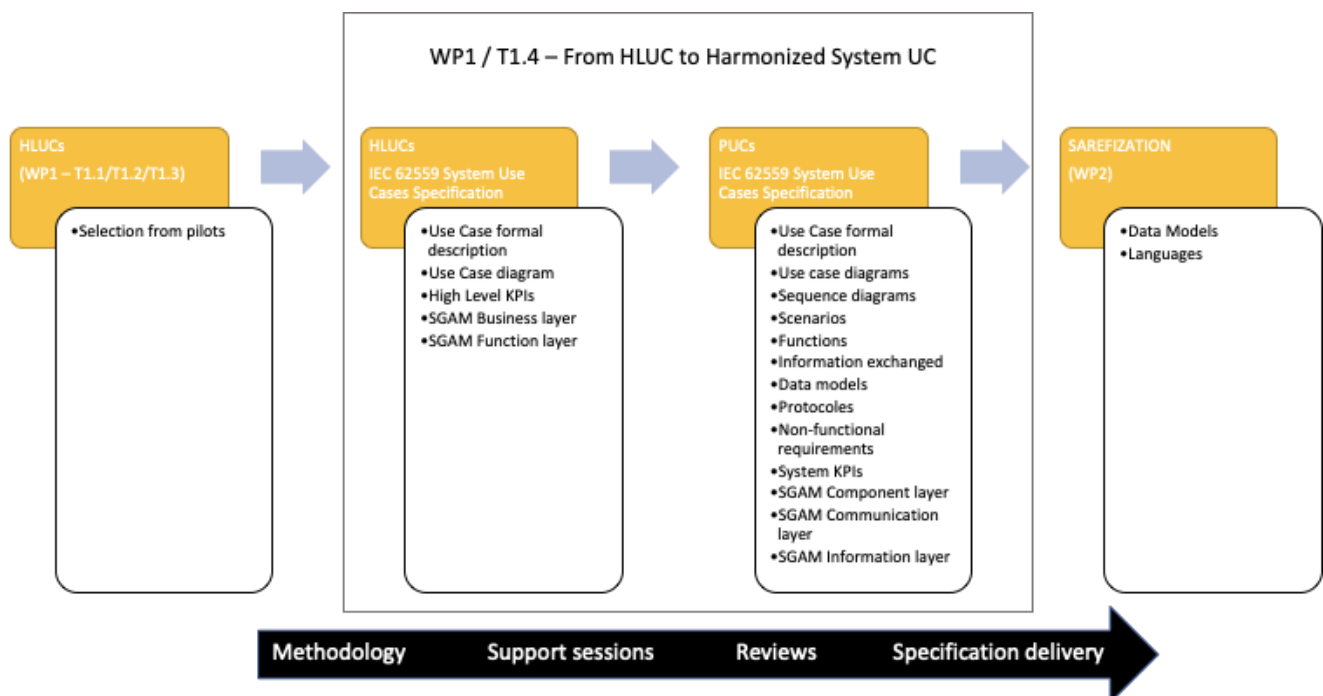 WP1 / T1.4 – From HLUC to Harmonized System UC
HLUCs
(WP1 – T1.1/T1.2/T1.3)
•Selection from pilots
HLUCs
IEC 62559 System Use
Cases Specification
•Use Case formal
description
•Use Case diagram
•High Level KPIs
•SGAM Business layer
•SGAM Function layer
PUCs
IEC 62559 System Use
Cases Specification
•Use Case formal
description
•Use case diagrams
•Sequence diagrams
•Scenarios
•Functions
•Information exchanged
•Data models
•Protocoles
•Non-functional
requirements
•System KPIs
•SGAM Component layer
•SGAM Communication
layer
•SGAM Information layer
SAREFIZATION
(WP2)
•Data Models
•Languages
Methodology Support sessions Reviews Specification delivery